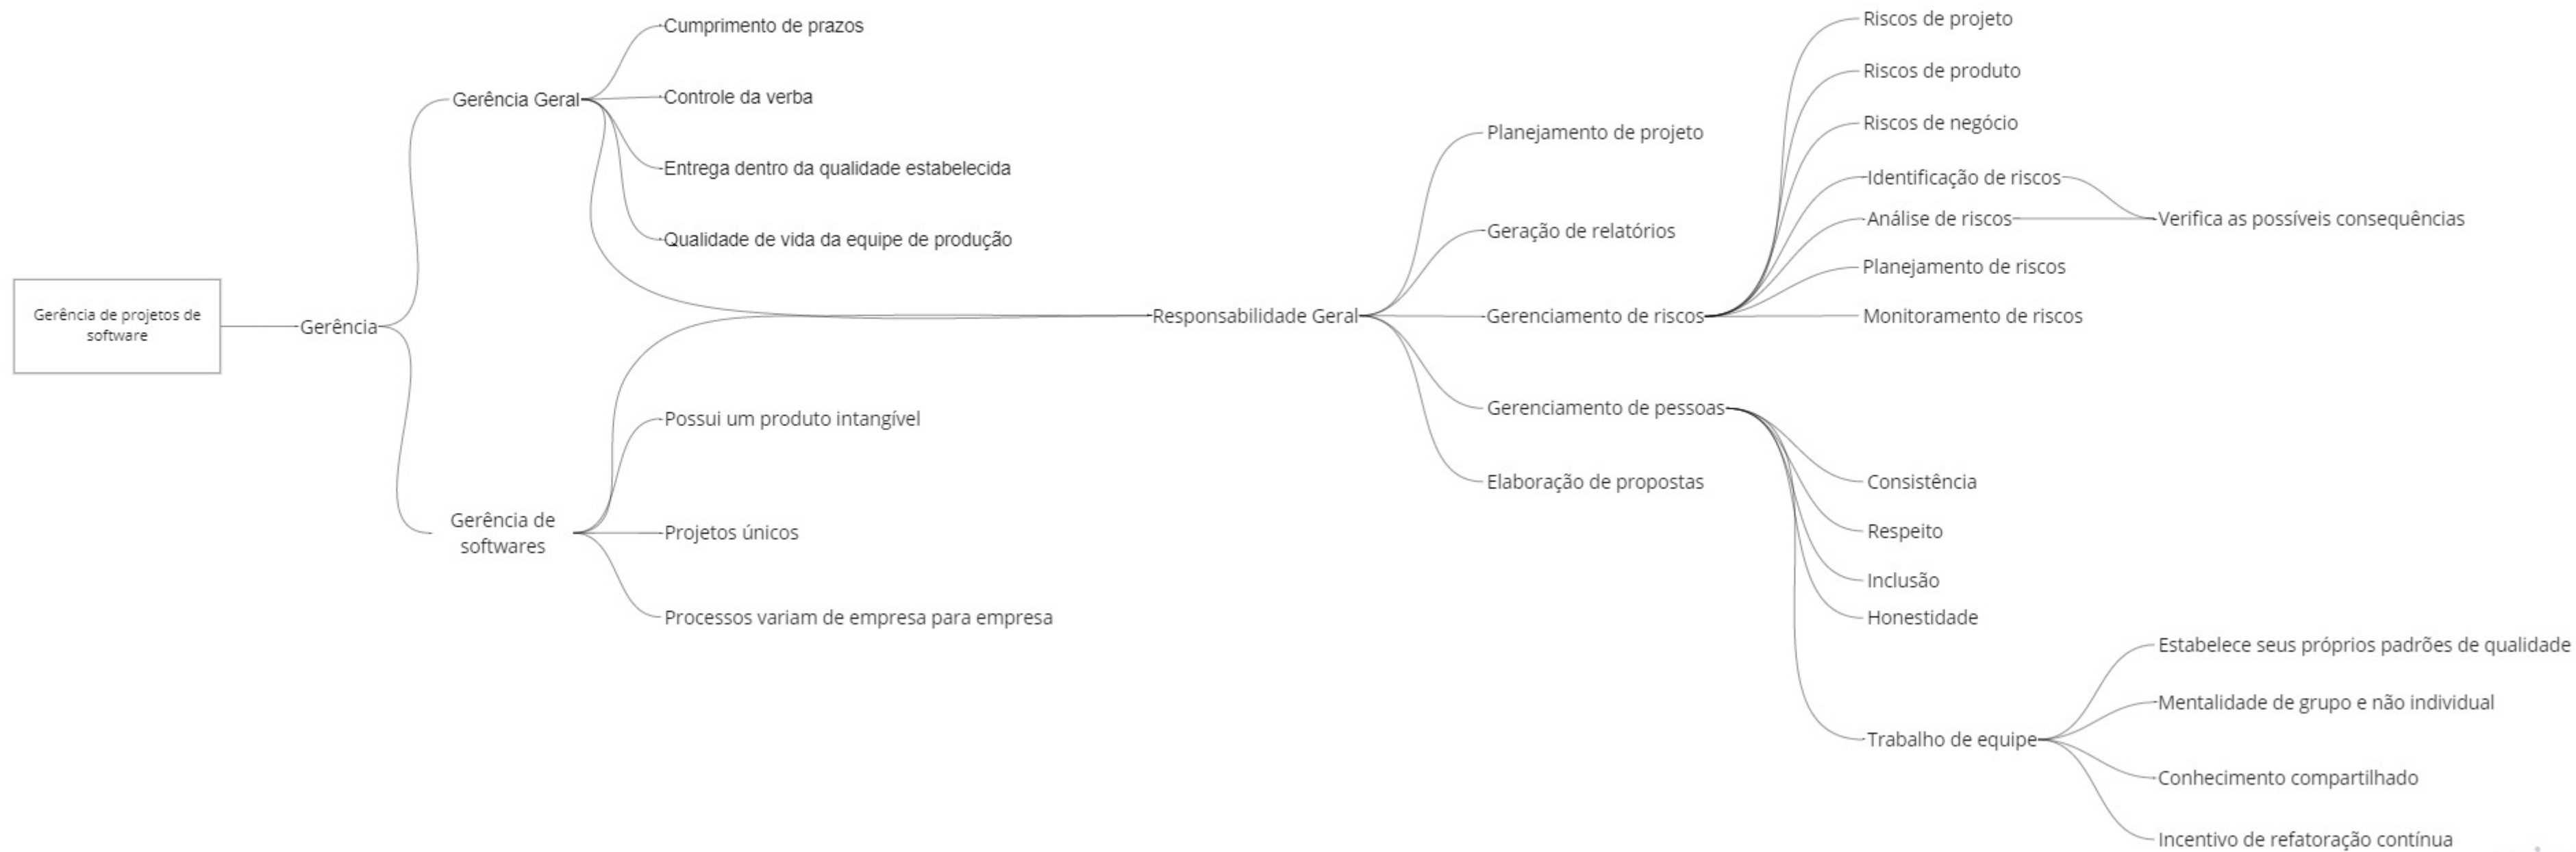 Gerência de projetos de
software
Gerência
Gerência Geral
Cumprimento de prazos
Controle da verba
Entrega dentro da qualidade estabelecida
Qualidade de vida da equipe de produção
Gerência de
softwares
Possui um produto intangível
Projetos únicos
Processos variam de empresa para empresa
Responsabilidade Geral
Planejamento de projeto
Geração de relatórios
Gerenciamento de riscos
Riscos de projeto
Riscos de produto
Riscos de negócio
Identificação de riscos
Análise de riscos
Verifica as possíveis consequências
Planejamento de riscos
Monitoramento de riscos
Gerenciamento de pessoas
Consistência
Respeito
Inclusão
Honestidade
Trabalho de equipe
Estabelece seus próprios padrões de qualidade
Mentalidade de grupo e não individual
Conhecimento compartilhado
Incentivo de refatoração contínua
Elaboração de propostas